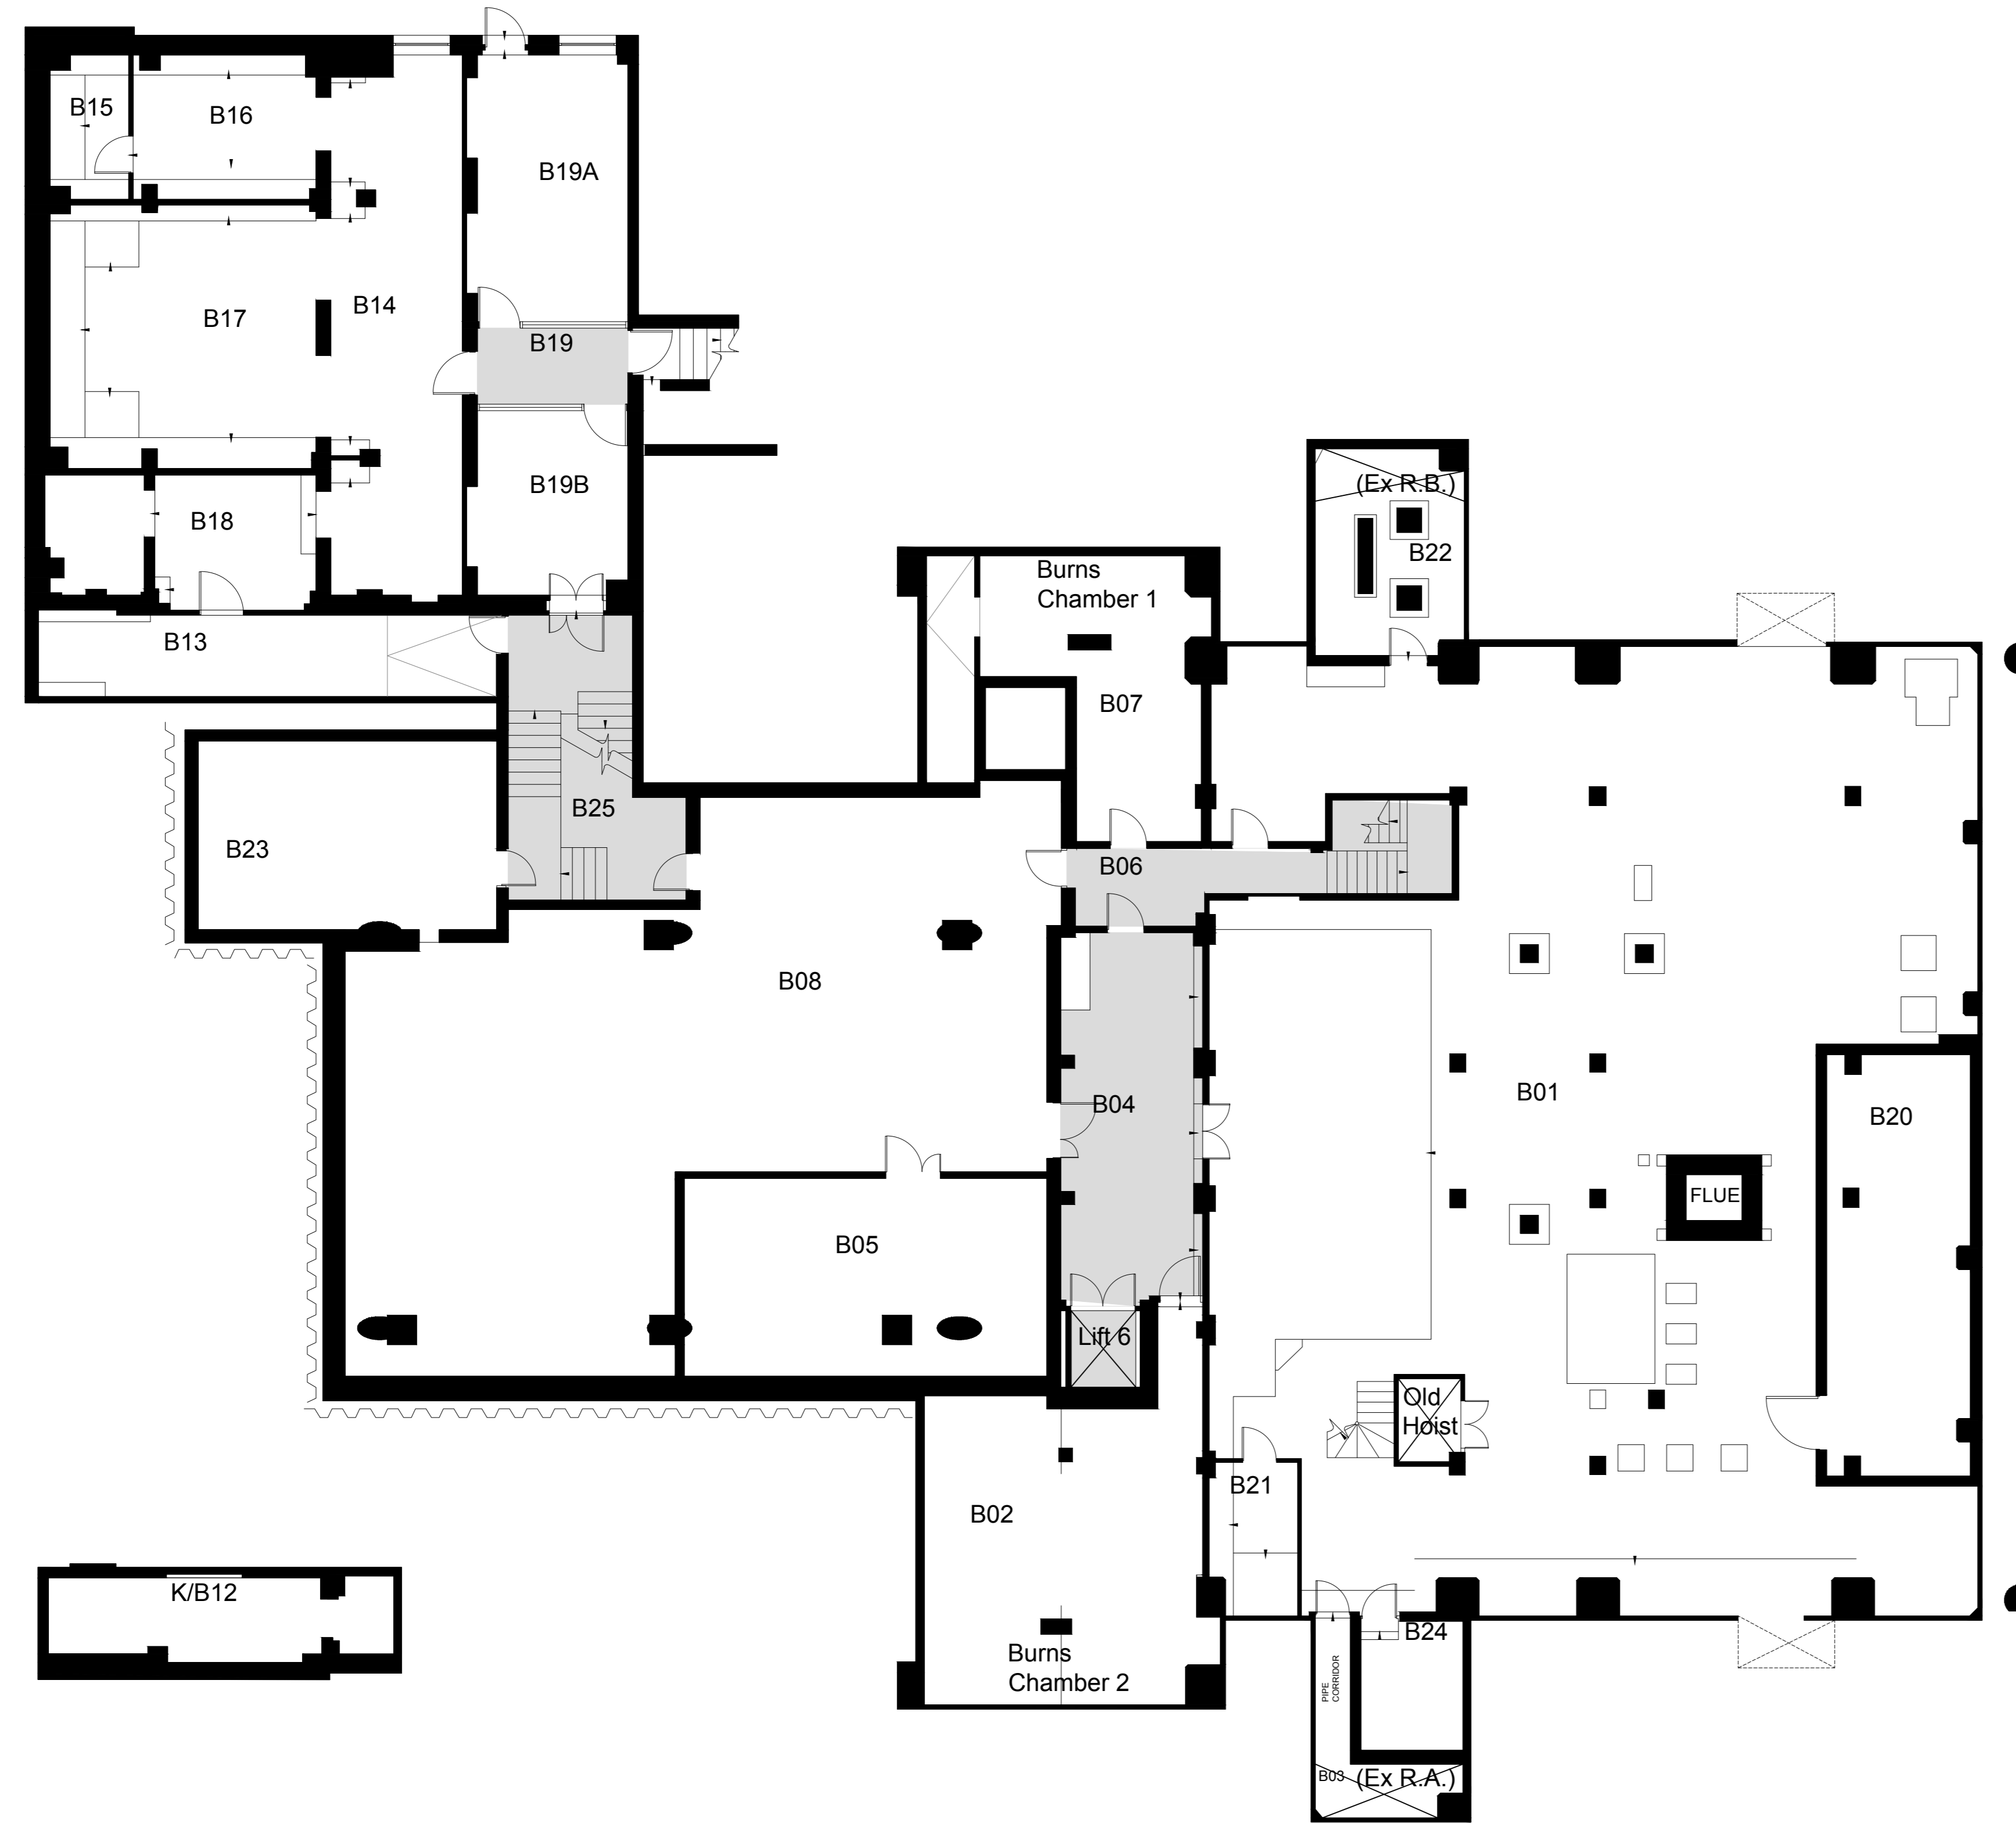 B15
B16
B19A
B17
B14
B19
B19B
B18
(Ex R.B.)
B22
Burns
Chamber 1
B13
B07
B25
B23
B06
B08
B01
B04
B20
FLUE
B05
Lift 6
Old
Hoist
B21
B02
K/B12
B24
Burns
Chamber 2
PIPE
CORRIDOR
B03
(Ex R.A.)